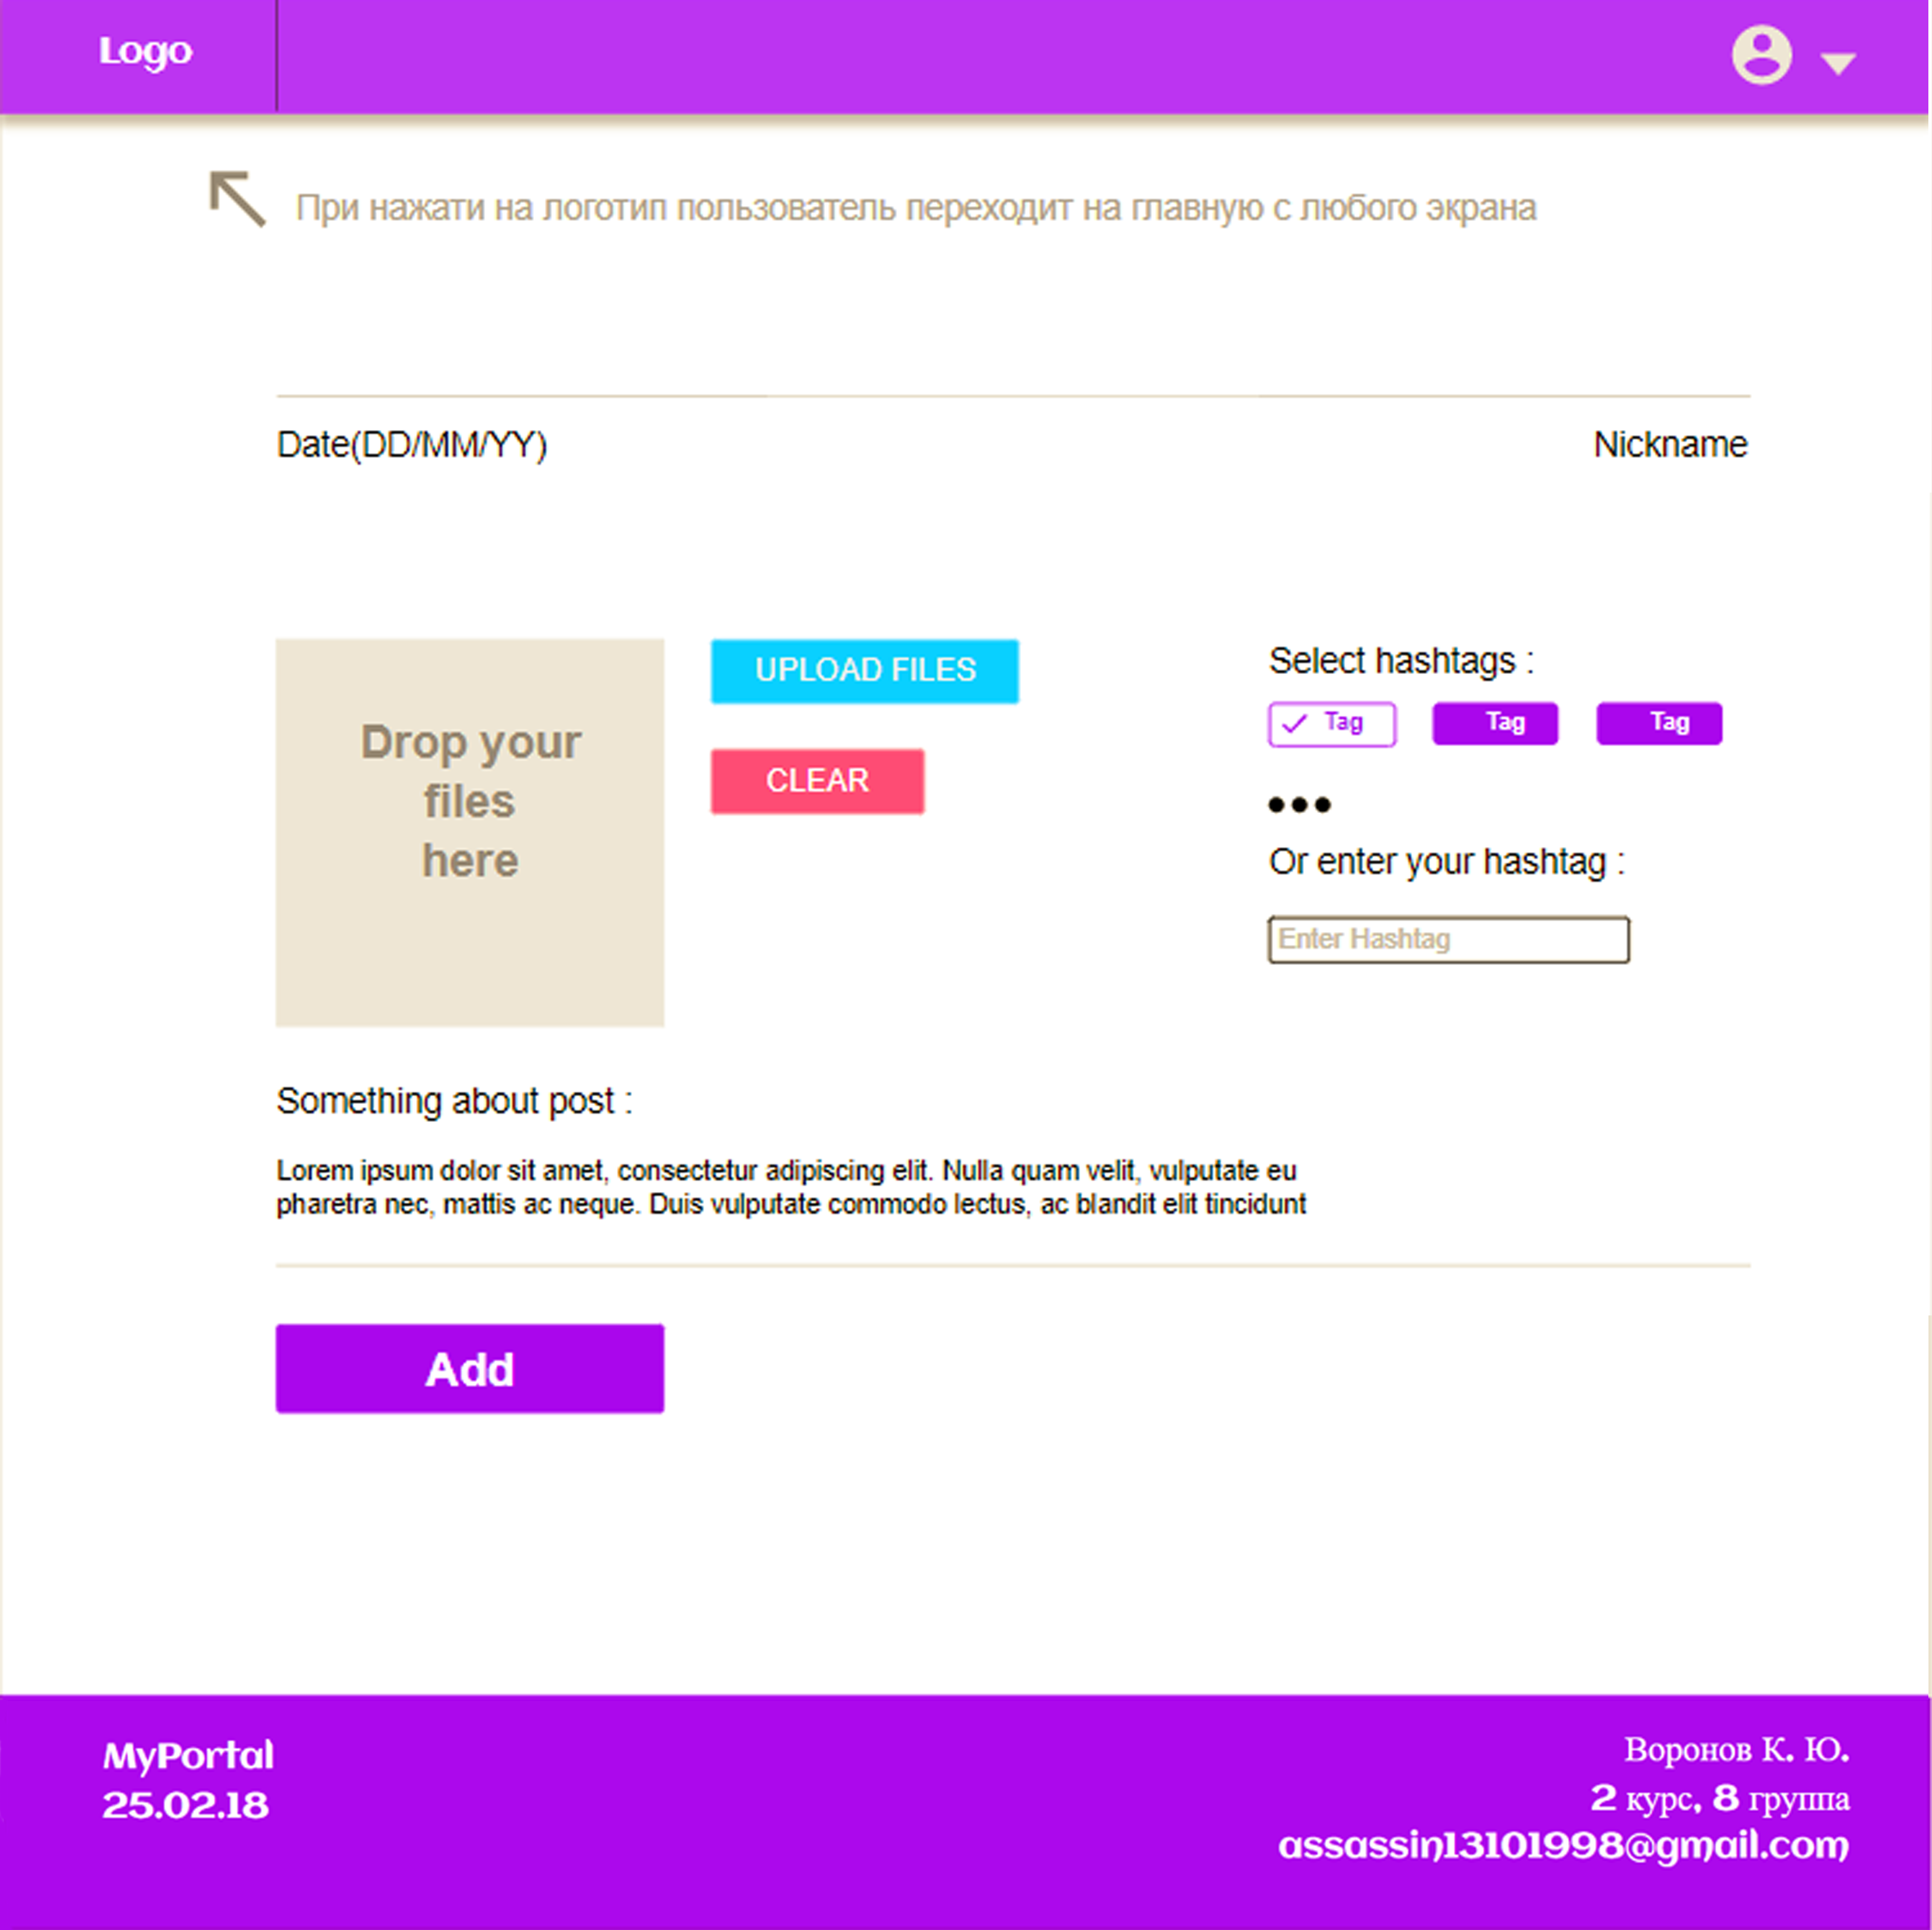 Logo
При нажати на логотип пользователь переходит на главную с любого экрана
Date(DD/MM/YY)
Nickname
Drop your
files
here
UPLOAD FILES
CLEAR
Select hashtags :
Tag
Tag
Tag
Or enter your hashtag :
Enter Hashtag
Something about post :
Lorem ipsum dolor sit amet, consectetur adipiscing elit. Nulla quam velit, vulputate eu
pharetra nec, mattis ac neque. Duis vulputate commodo lectus, ac blandit elit tincidunt
Add
MyPortal
25.02.18
Воронов К. Ю.
2 курс, 8 группа
assassin13101998@gmail.com